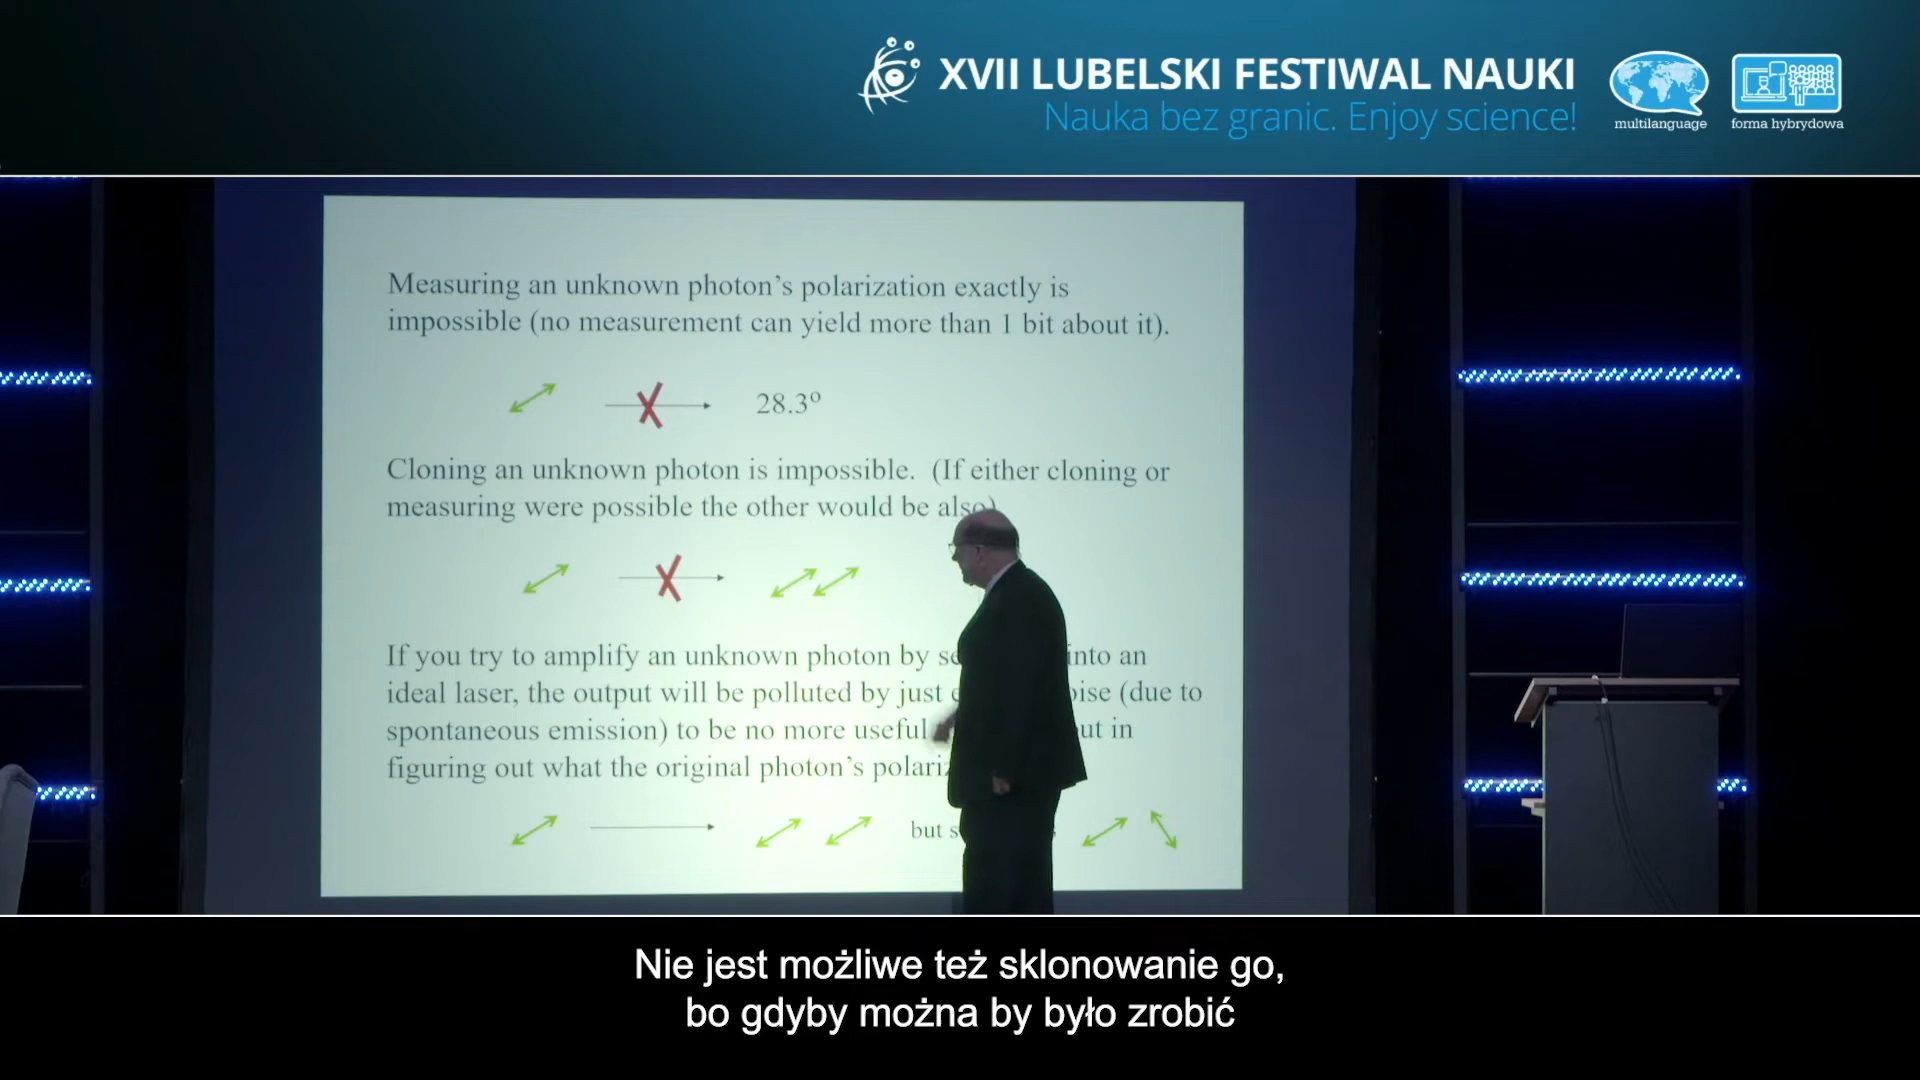 XVII LUBELSKI FESTIWAL NAUKI
Nauka bez granic. Enjoy science!
multilanguage
forma hybrydowa
Measuring an unknown photon's polarization exactly is
impossible (no measurement can yield more than 1 bit about it).
28.3º
Cloning an unknown photon is impossible. (If either cloning or
measuring were possible the other would be also)
If you try to amplify an unknown photon by into an
ideal laser, the output will be polluted by just (due to
spontaneous emission) to be no more useful in
figuring out what the original photon's
but
Nie jest możliwe też sklonowanie go,
bo gdyby można by było zrobić